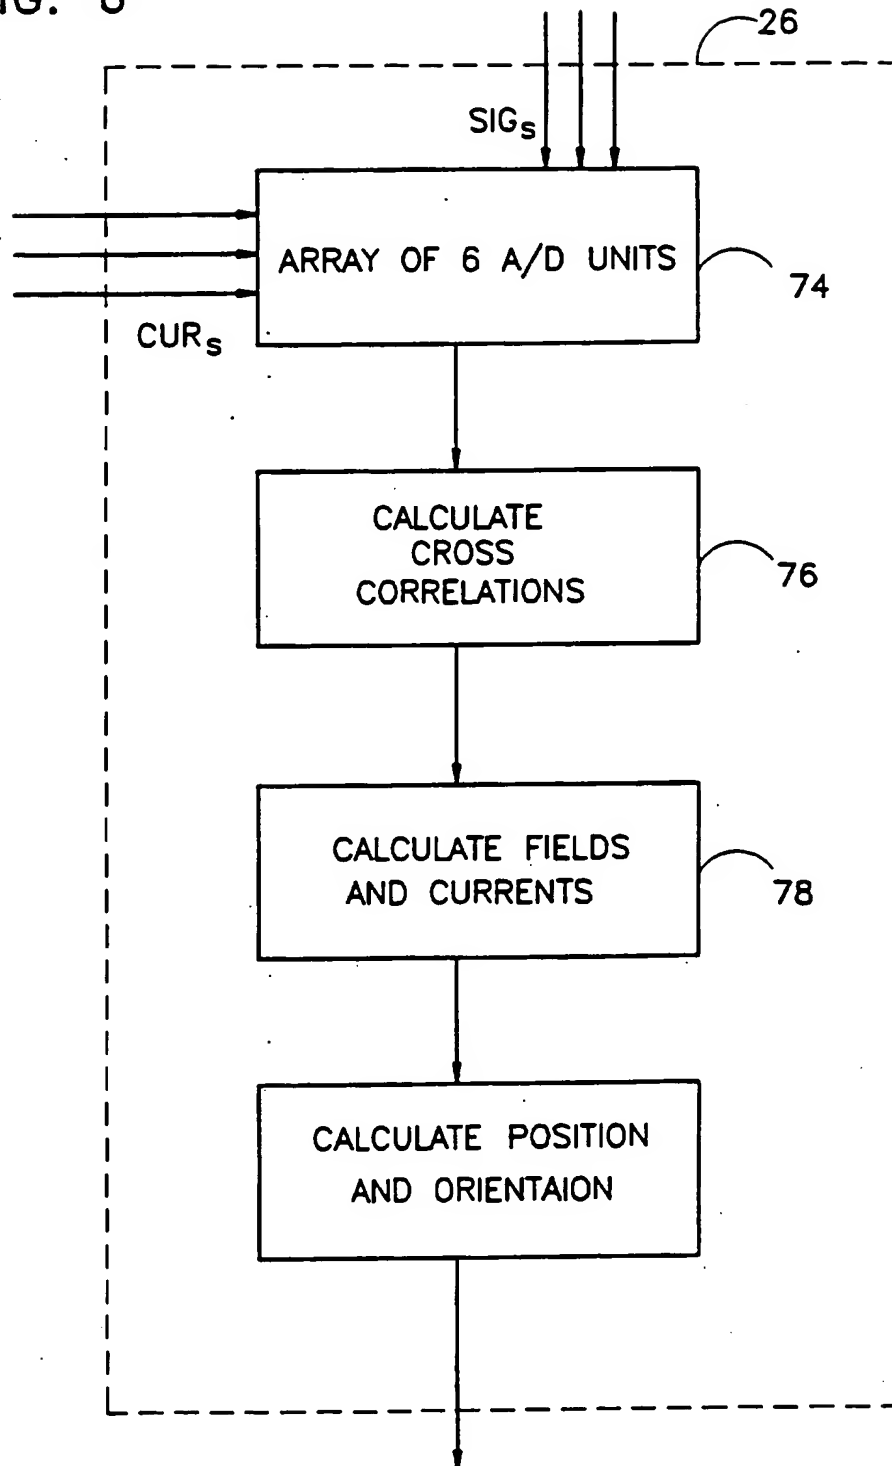 26
SIGs
ARRAY OF 6 A/D UNITS
74
CURs
CALCULATE
CROSS
CORRELATIONS
76
CALCULATE FIELDS
AND CURRENTS
78
CALCULATE POSITION
AND ORIENTAION